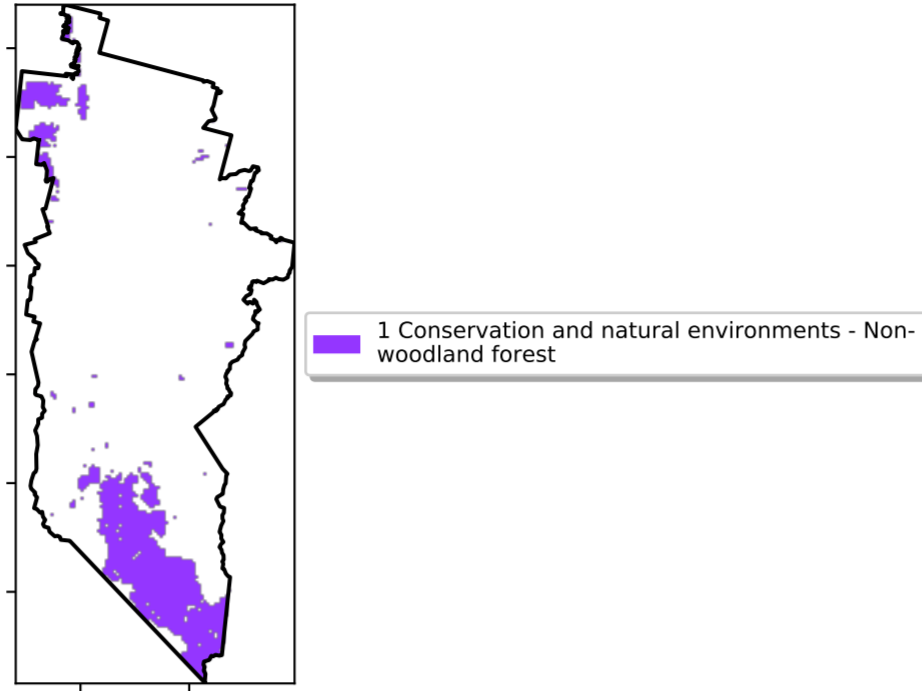 1 Conservation and natural environments - Non-
woodland forest